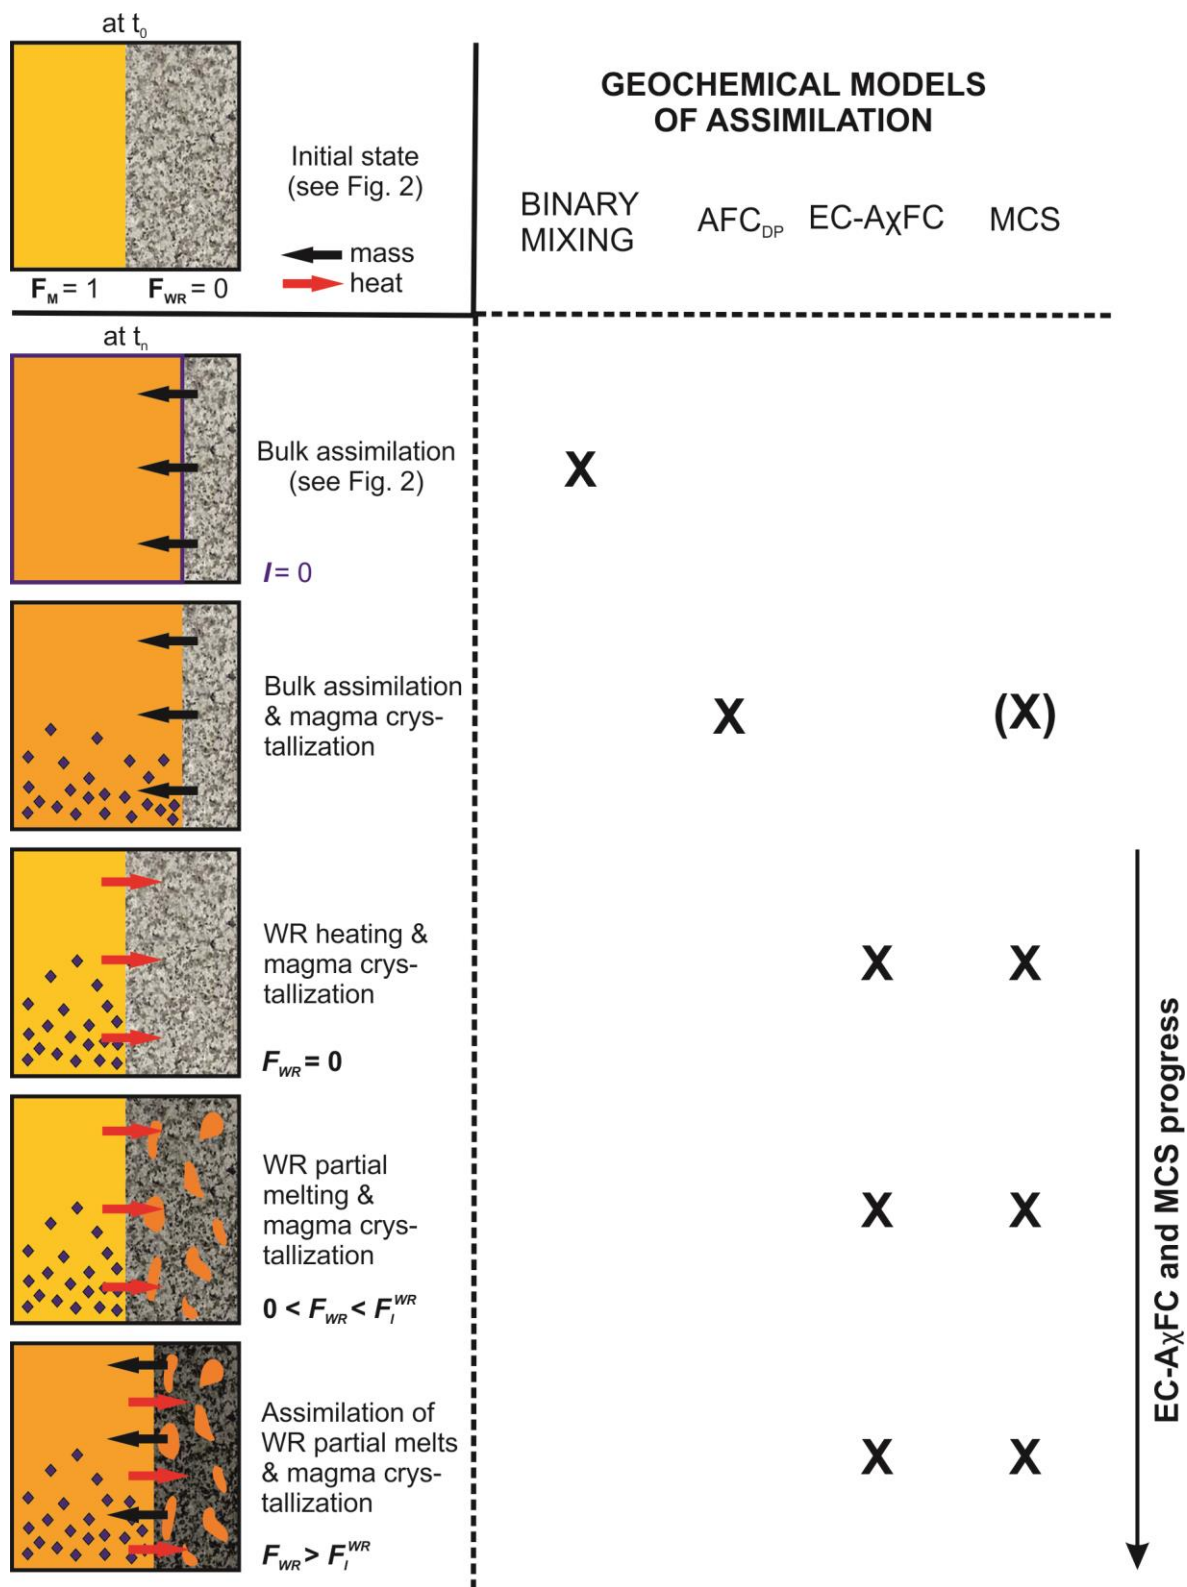 at t0
Initial state
(see Fig. 2)
mass
heat
FM = 1 FWR = 0
GEOCHEMICAL MODELS
OF ASSIMILATION
BINARY
MIXING
AFCDP
EC-AχFC
MCS
at tn
Bulk assimilation
(see Fig. 2)
I = 0
X
Bulk assimilation
& magma crys-
tallization
X
(X)
WR heating &
magma crys-
tallization
FWR = 0
X
X
WR partial
melting &
magma crys-
tallization
0 < FWR < FIWR
X
X
Assimilation of
WR partial melts
& magma crys-
tallization
FWR > FIWR
X
X
EC-AχFC and MCS progress